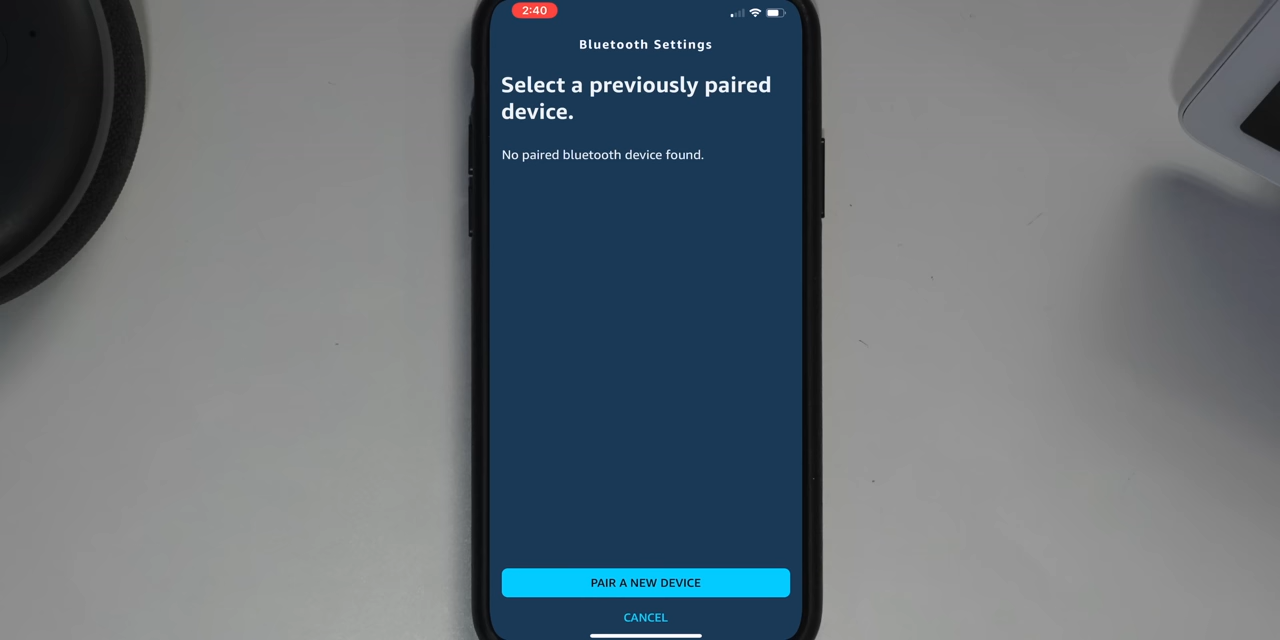 2:40
Bluetooth Settings
Select a previously paired
device.
No paired bluetooth device found.
PAIR A NEW DEVICE
CANCEL